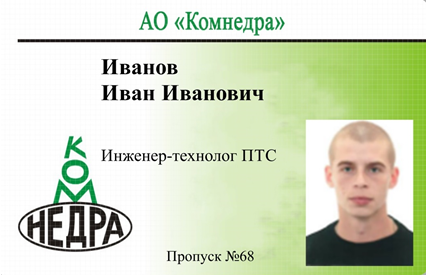 АО «Комнедра»
Иванов
Иван Иванович
Инженер-технолог ПТС
КОМ
НЕДРА
Пропуск №68